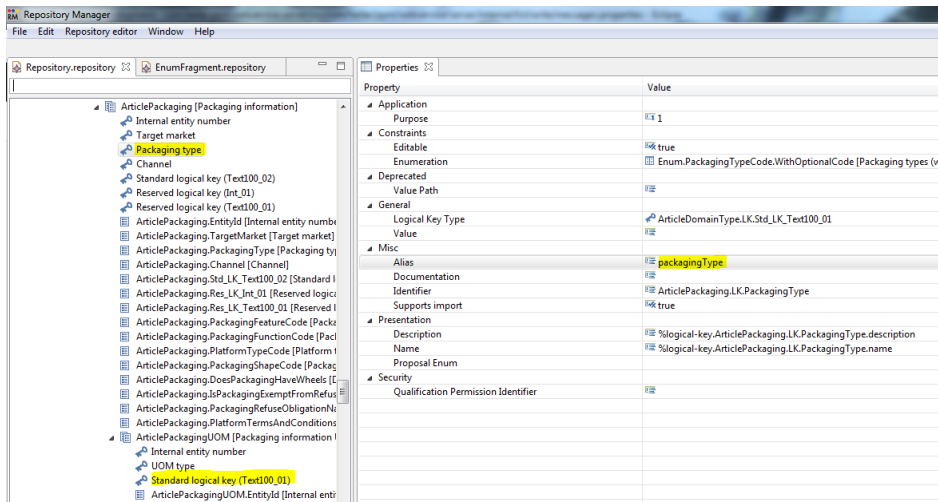 Repository Manager
File Edit Repository editor Window Help
Repository.repository EnumFragment.repository
ArticlePackaging [Packaging information]
Internal entity number
Target market
Packaging type
Channel
Standard logical key (Text100_02)
Reserved logical key (Int_01)
Reserved logical key (Text100_01)
ArticlePackaging.EntityId [Internal entity numbe
ArticlePackaging.TargetMarket [Target market]
ArticlePackaging.PackagingType [Packaging typ
ArticlePackaging.Channel [Channel]
ArticlePackaging.Std_LK_Text100_02 [Standard l
ArticlePackaging.Res_LK_Int_01 [Reserved logica
ArticlePackaging.Res_LK_Text100_01 [Reserved l
ArticlePackaging.PackagingFeatureCode [Packa
ArticlePackaging.PackagingFunctionCode [Pack
ArticlePackaging.PlatformTypeCode [Platform t
ArticlePackaging.PackagingShapeCode [Packag
ArticlePackaging.DoesPackagingHaveWheels [D
ArticlePackaging.IsPackagingExemptFromRefus
ArticlePackaging.PackagingRefuseObligationNa
ArticlePackaging.PlatformTermsAndConditions
ArticlePackagingUOM [Packaging information
Internal entity number
UOM type
Standard logical key (Text100_01)
ArticlePackagingUOM.EntityId [Internal enti
Properties
Property Value
Application
Purpose 1
Constraints
Editable true
Enumeration Enum.PackagingTypeCode.WithOptionalCode [Packaging types (w
Deprecated
Value Path
General
Logical Key Type ArticleDomainType.LK.Std_LK_Text100_01
Value
Misc
Alias packagingType
Documentation
Identifier ArticlePackaging.LK.PackagingType
Supports import true
Presentation
Description %logical-key.ArticlePackaging.LK.PackagingType.description
Name %logical-key.ArticlePackaging.LK.PackagingType.name
Proposal Enum
Security
Qualification Permission Identifier